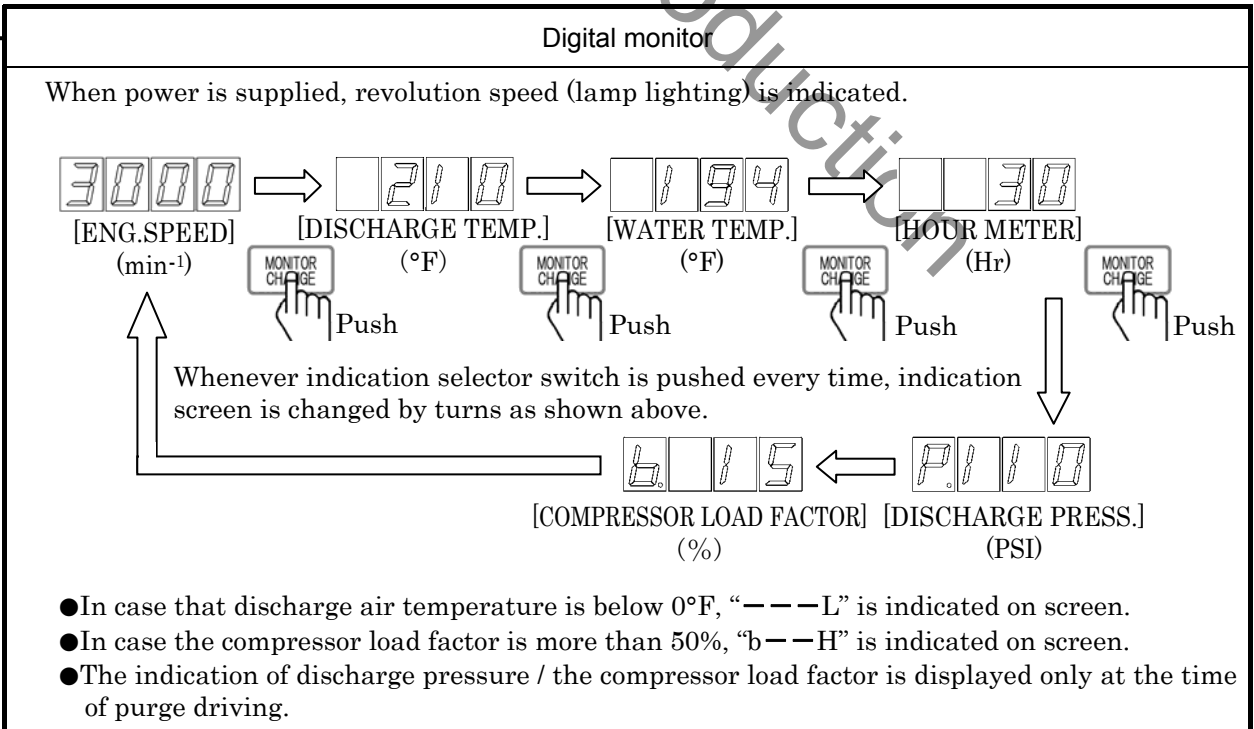 oduction
Digital monitor
When power is supplied, revolution speed (lamp lighting) is indicated.
3000 210 194 30
[ENG.SPEED] [DISCHARGE TEMP.] [WATER TEMP.] [HOUR METER]
(min-1) (°F) (°F) (Hr)
MONITOR CHANGE MONITOR CHANGE MONITOR CHANGE MONITOR CHANGE
Push Push Push Push
Whenever indication selector switch is pushed every time, indication
screen is changed by turns as shown above.
b. 15 P.110
[COMPRESSOR LOAD FACTOR] [DISCHARGE PRESS.]
(%) (PSI)
●In case that discharge air temperature is below 0°F, “−−−L” is indicated on screen.
●In case the compressor load factor is more than 50%, “b−−H” is indicated on screen.
●The indication of discharge pressure / the compressor load factor is displayed only at the time
of purge driving.